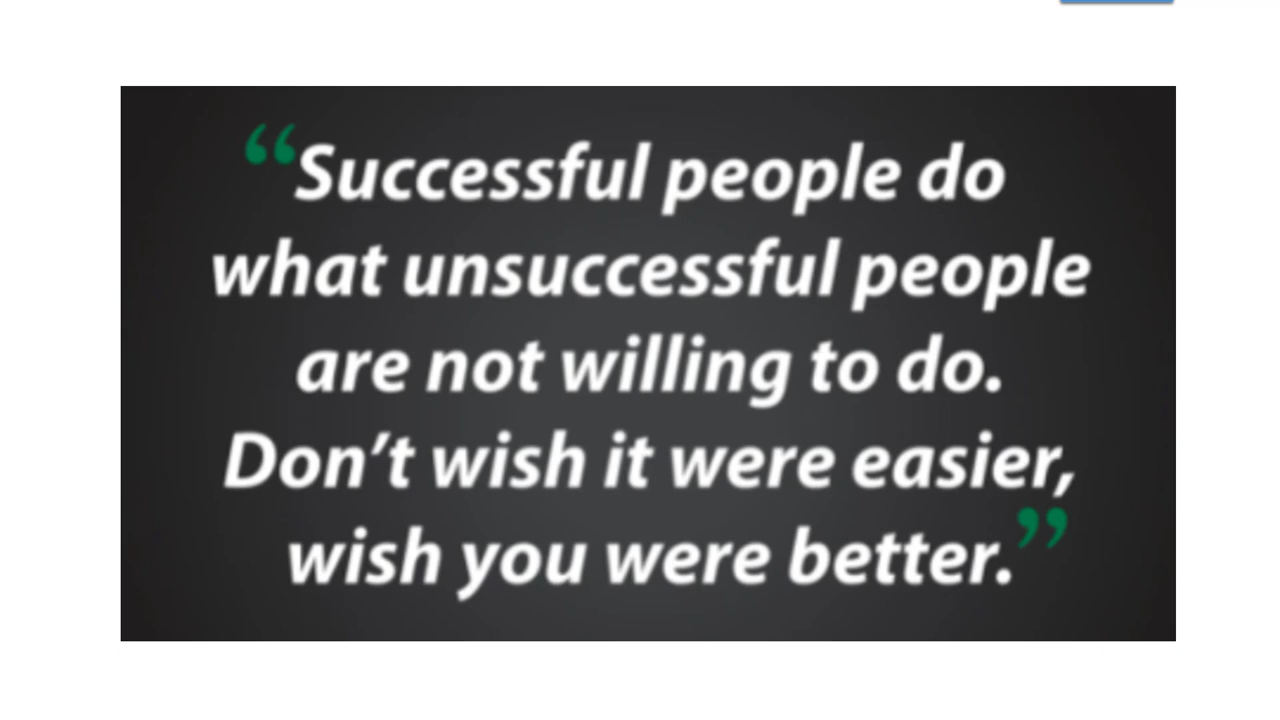 “Successful people do
what unsuccessful people
are not willing to do.
Don’t wish it were easier,
wish you were better.”